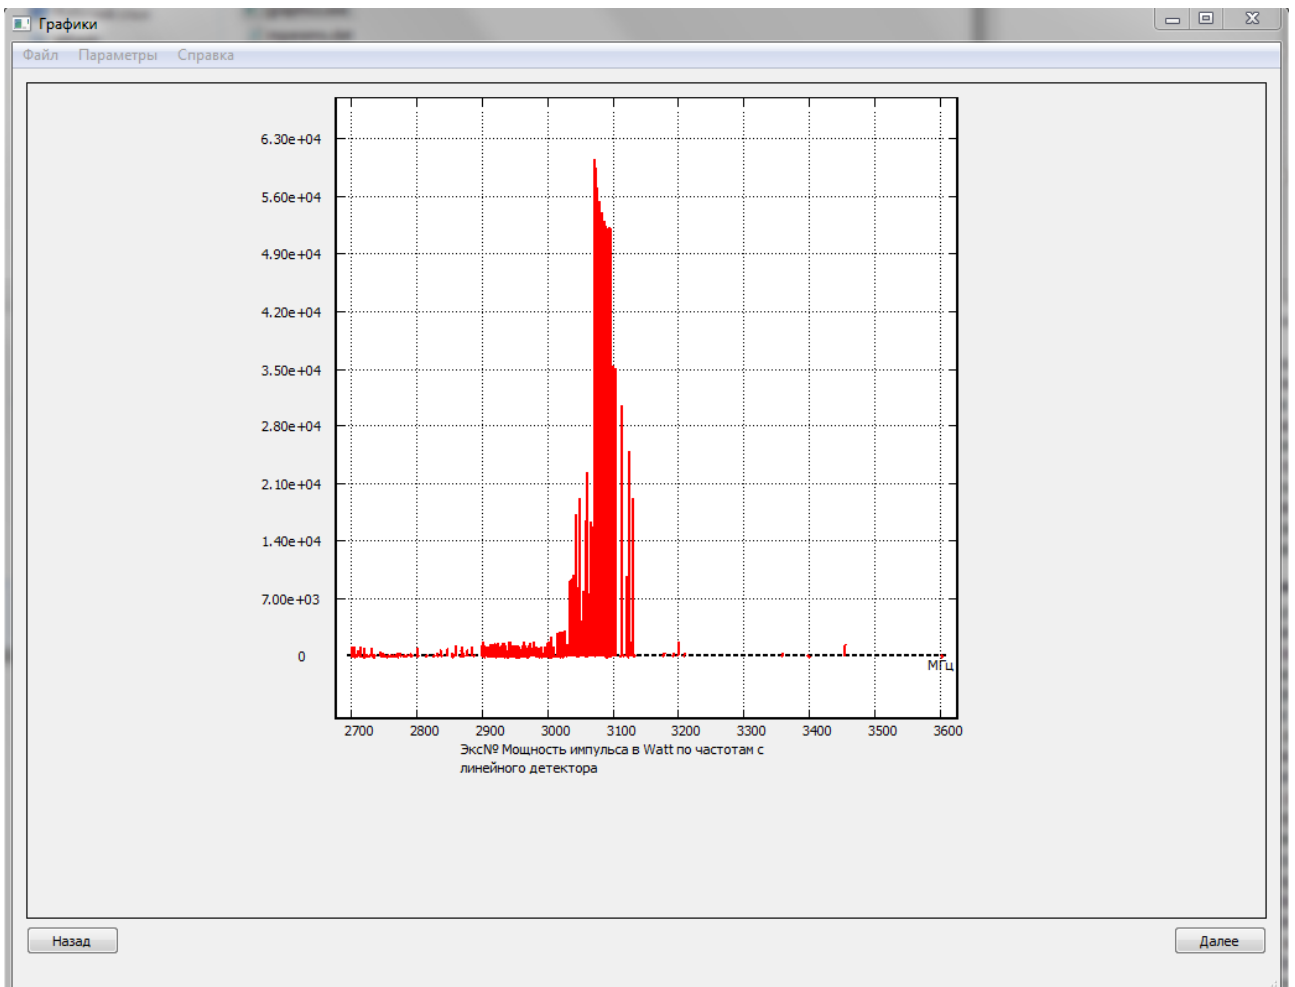 Графики
Файл Параметры Справка
6.30e+04
5.60e+04
4.90e+04
4.20e+04
3.50e+04
2.80e+04
2.10e+04
1.40e+04
7.00e+03
0
МГц
2700 2800 2900 3000 3100 3200 3300 3400 3500 3600
Экс№ Мощность импульса в Watt по частотам с
линейного детектора
Назад Далее